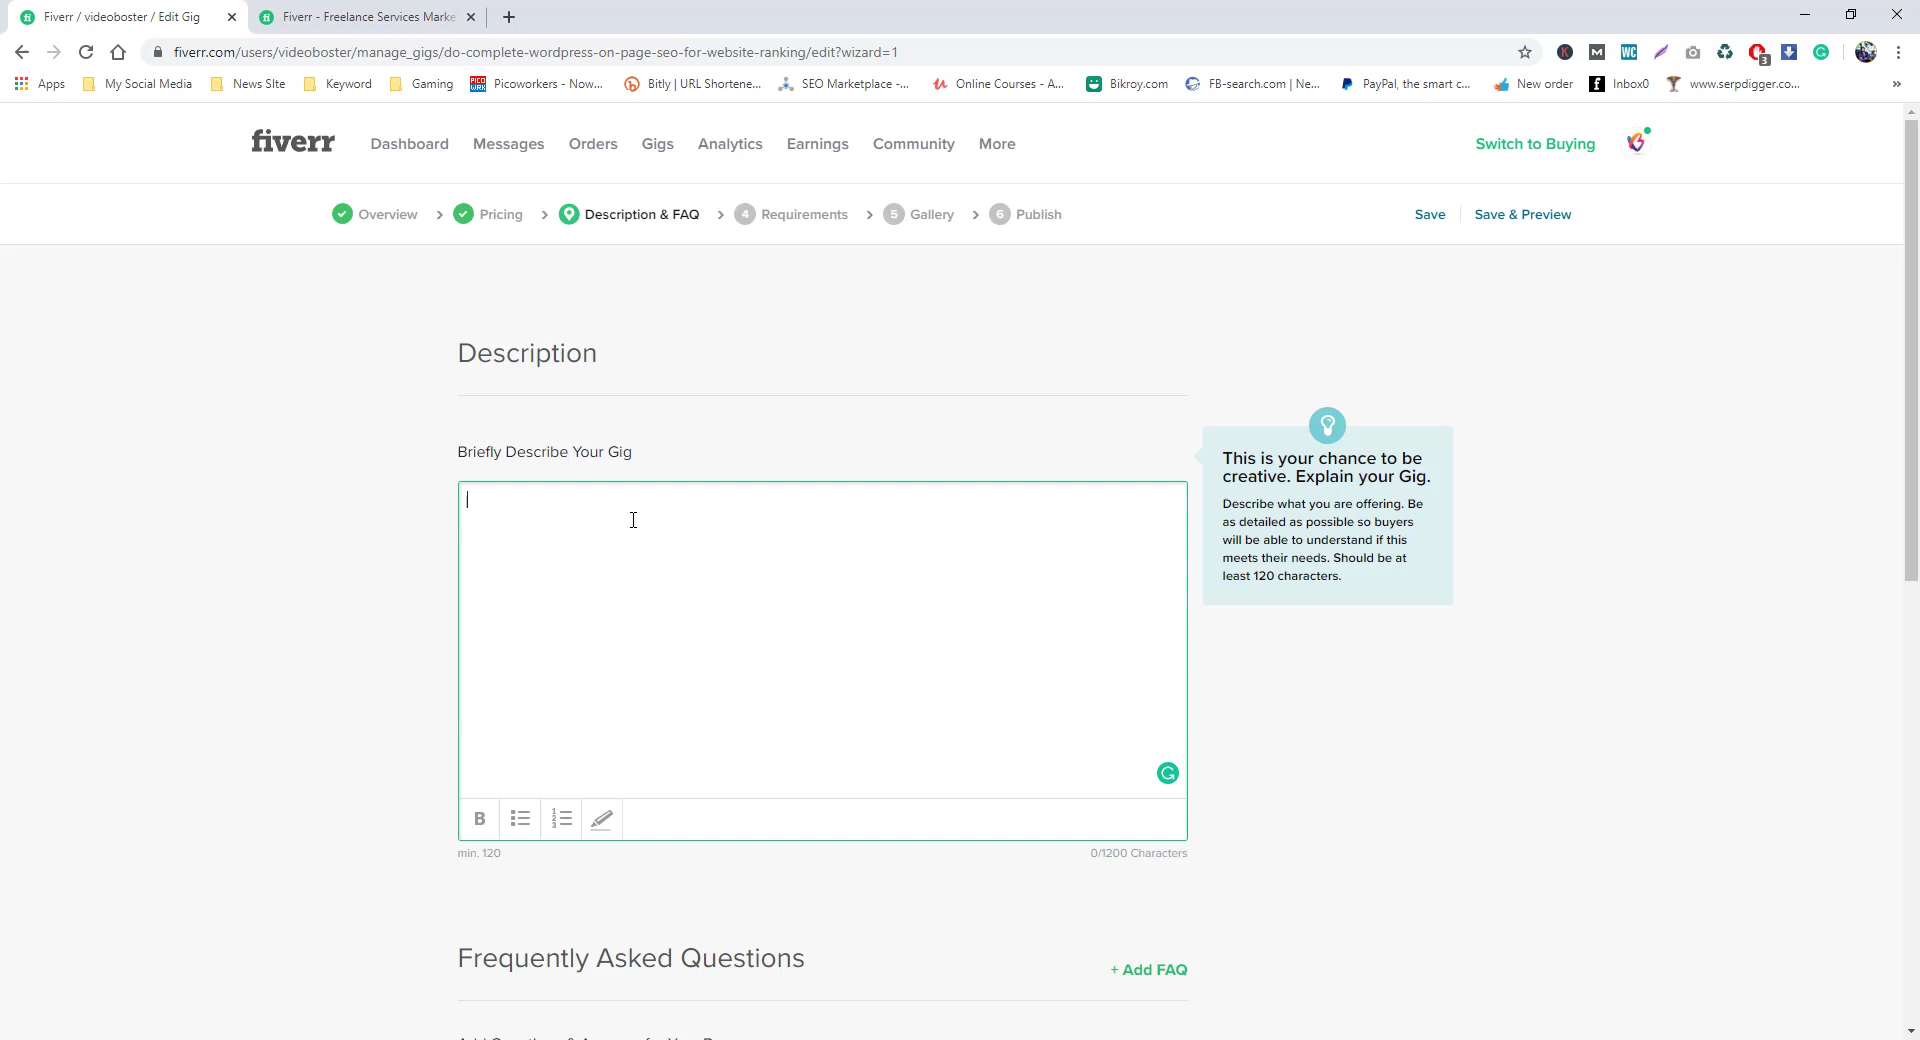 Fiverr / videoboster / Edit Gig
Fiverr - Freelance Services Marke
fiverr.com/users/videoboster/manage_gigs/do-complete-wordpress-on-page-seo-for-website-ranking/edit?wizard=1
Apps My Social Media News SIte Keyword Gaming Picoworkers - Now... Bitly | URL Shortene... SEO Marketplace -... Online Courses - A... Bikroy.com FB-search.com | Ne... PayPal, the smart c... New order Inbox0 www.serpdigger.co...
fiverr Dashboard Messages Orders Gigs Analytics Earnings Community More Switch to Buying
Overview Pricing Description & FAQ 4 Requirements 5 Gallery 6 Publish Save Save & Preview
Description
Briefly Describe Your Gig
This is your chance to be
creative. Explain your Gig.
Describe what you are offering. Be
as detailed as possible so buyers
will be able to understand if this
meets their needs. Should be at
least 120 characters.
B
min. 120 0/1200 Characters
Frequently Asked Questions
+ Add FAQ